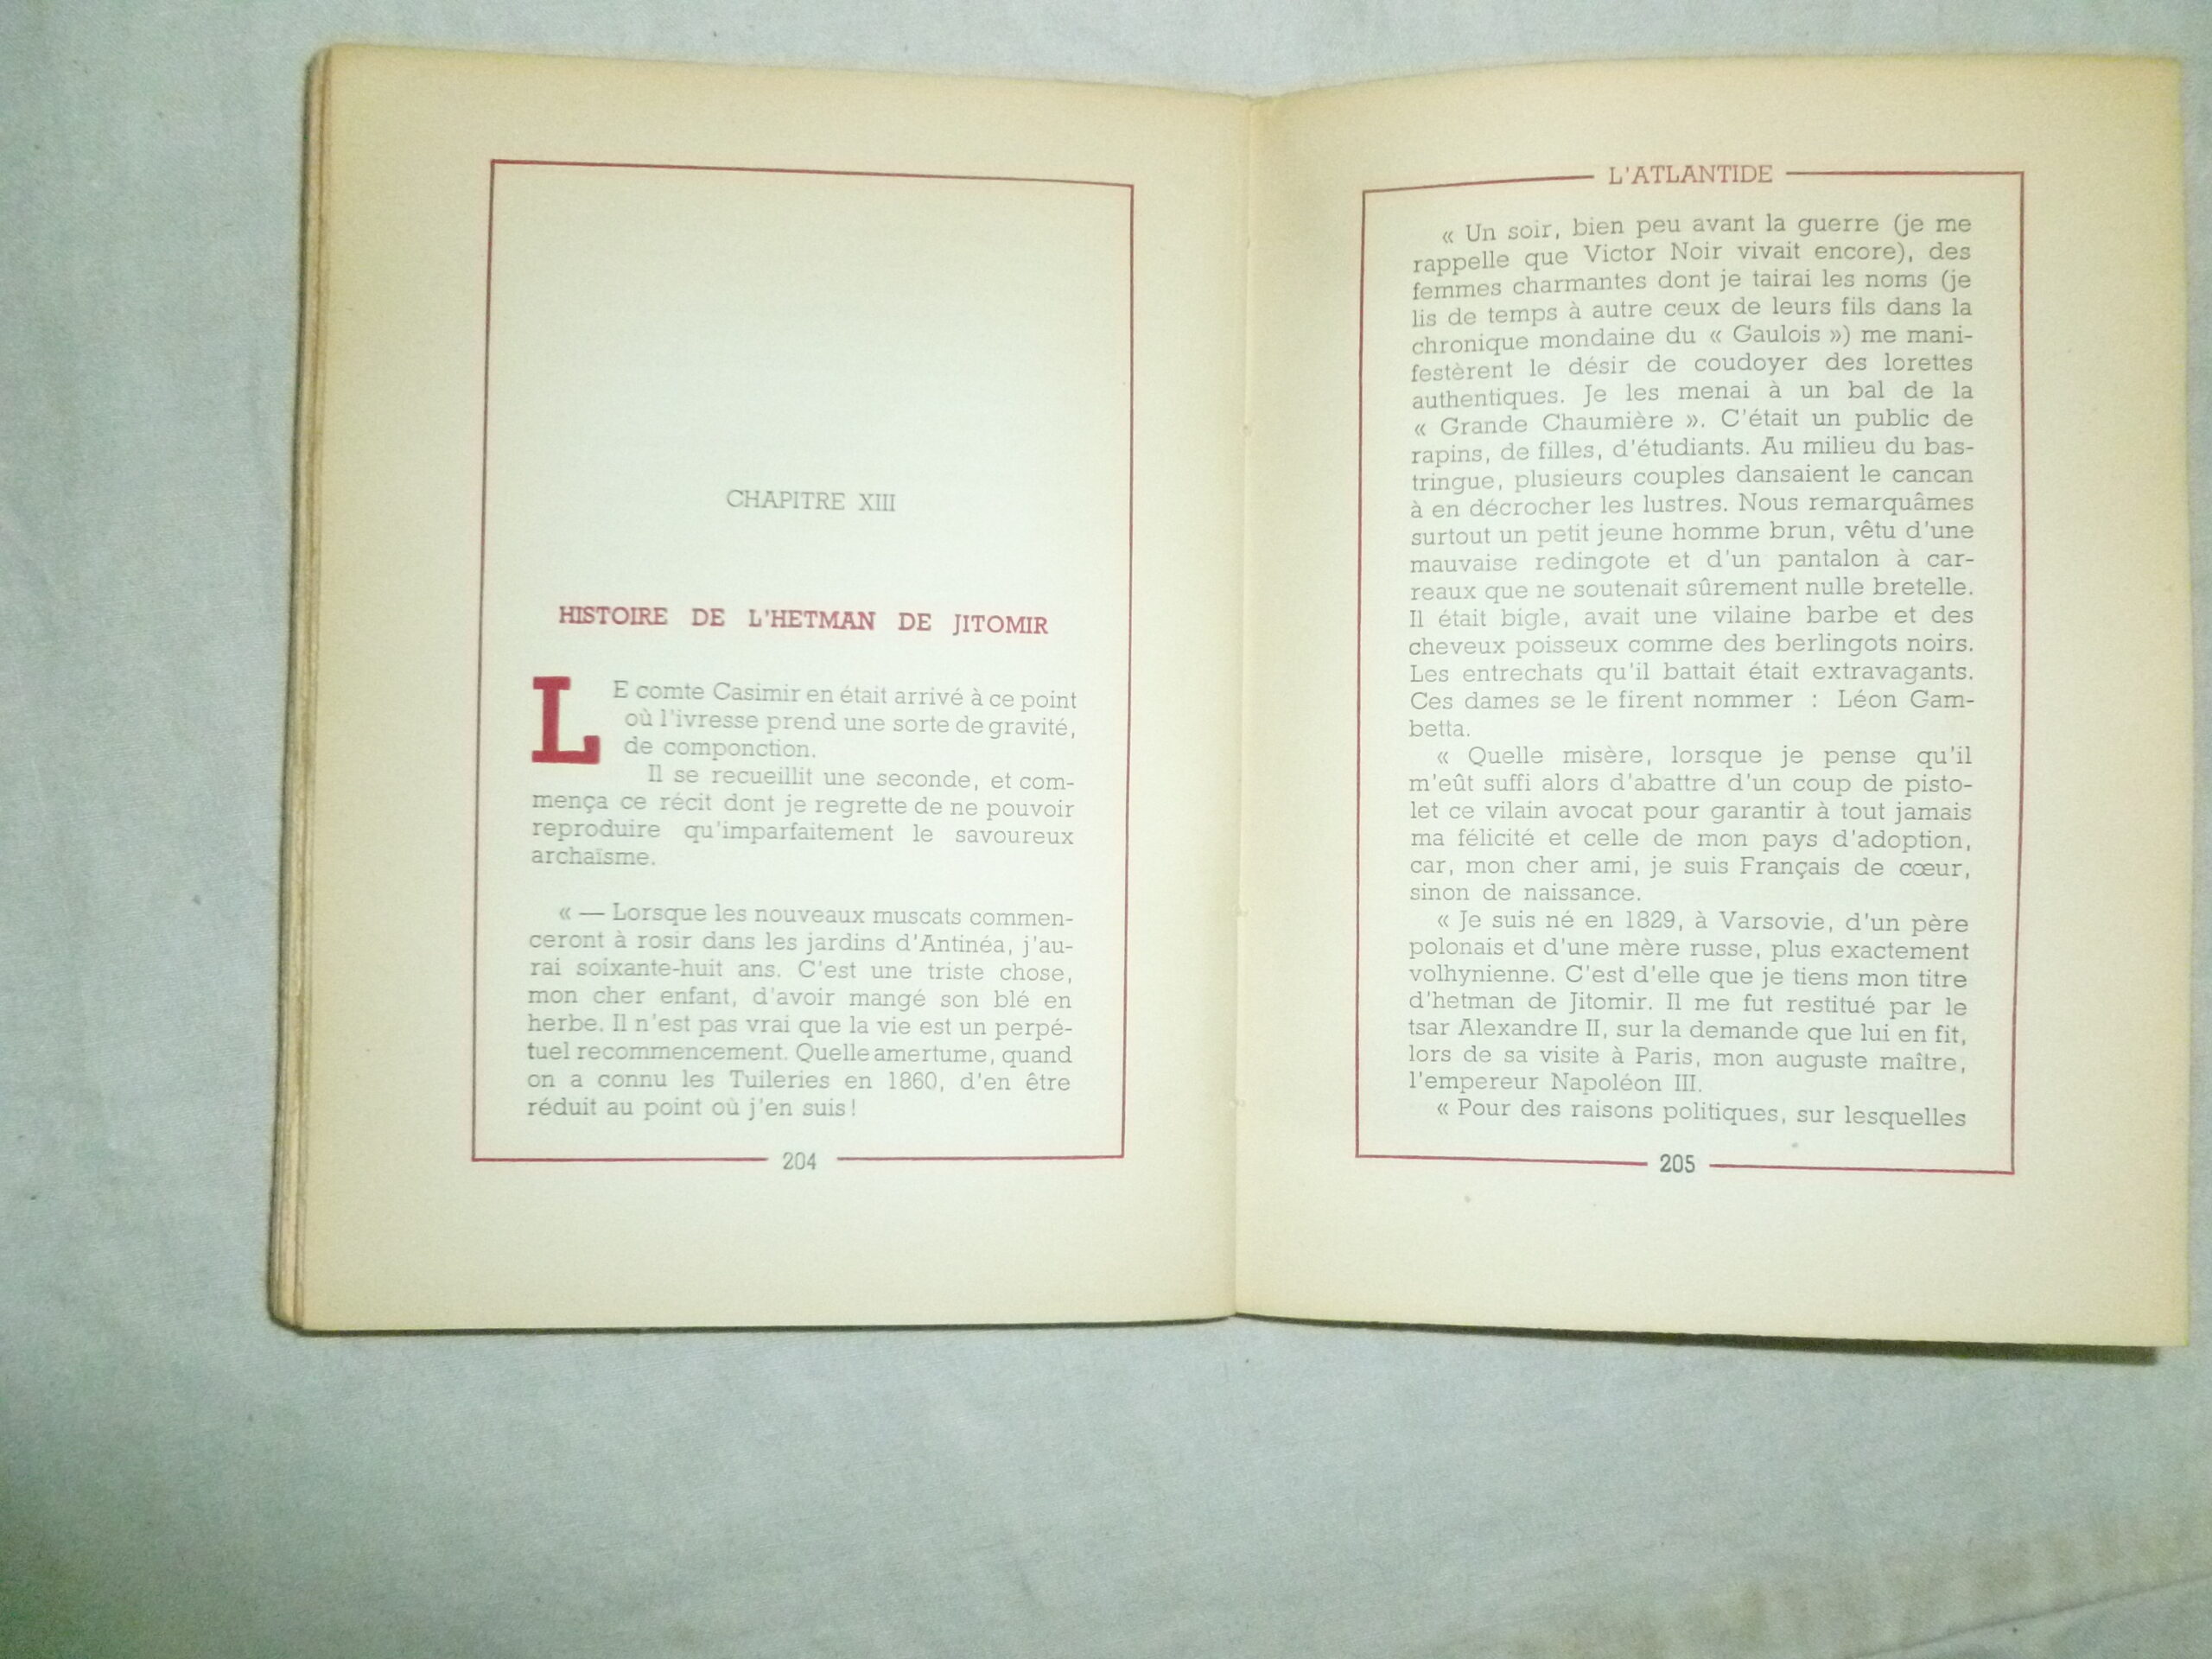 CHAPITRE XIII
HISTOIRE DE L'HETMAN DE JITOMIR
LE comte Casimir en était arrivé à ce point
où l'ivresse prend une sorte de gravité,
de componction.
Il se recueillit une seconde, et com-
mença ce récit dont je regrette de ne pouvoir
reproduire qu'imparfaitement le savoureux
archaïsme.
« — Lorsque les nouveaux muscats commen-
ceront à rosir dans les jardins d'Antinéa, j'au-
rai soixante-huit ans. C'est une triste chose,
mon cher enfant, d'avoir mangé son blé en
herbe. Il n'est pas vrai que la vie est un perpé-
tuel recommencement. Quelle amertume, quand
on a connu les Tuileries en 1860, d'en être
réduit au point où j'en suis !
204
L'ATLANTIDE
« Un soir, bien peu avant la guerre (je me
rappelle que Victor Noir vivait encore), des
femmes charmantes dont je tairai les noms (je
lis de temps à autre ceux de leurs fils dans la
chronique mondaine du « Gaulois ») me mani-
festèrent le désir de coudoyer des lorettes
authentiques. Je les menai à un bal de la
« Grande Chaumière ». C'était un public de
rapins, de filles, d'étudiants. Au milieu du bas-
tringue, plusieurs couples dansaient le cancan
à en décrocher les lustres. Nous remarquâmes
surtout un petit jeune homme brun, vêtu d'une
mauvaise redingote et d'un pantalon à car-
reaux que ne soutenait sûrement nulle bretelle.
Il était bigle, avait une vilaine barbe et des
cheveux poisseux comme des berlingots noirs.
Les entrechats qu'il battait était extravagants.
Ces dames se le firent nommer : Léon Gam-
betta.
« Quelle misère, lorsque je pense qu'il
m'eût suffi alors d'abattre d'un coup de pisto-
let ce vilain avocat pour garantir à tout jamais
ma félicité et celle de mon pays d'adoption,
car, mon cher ami, je suis Français de cœur,
sinon de naissance.
« Je suis né en 1829, à Varsovie, d'un père
polonais et d'une mère russe, plus exactement
volhynienne. C'est d'elle que je tiens mon titre
d'hetman de Jitomir. Il me fut restitué par le
tsar Alexandre II, sur la demande que lui en fit,
lors de sa visite à Paris, mon auguste maître,
l'empereur Napoléon III.
« Pour des raisons politiques, sur lesquelles
205